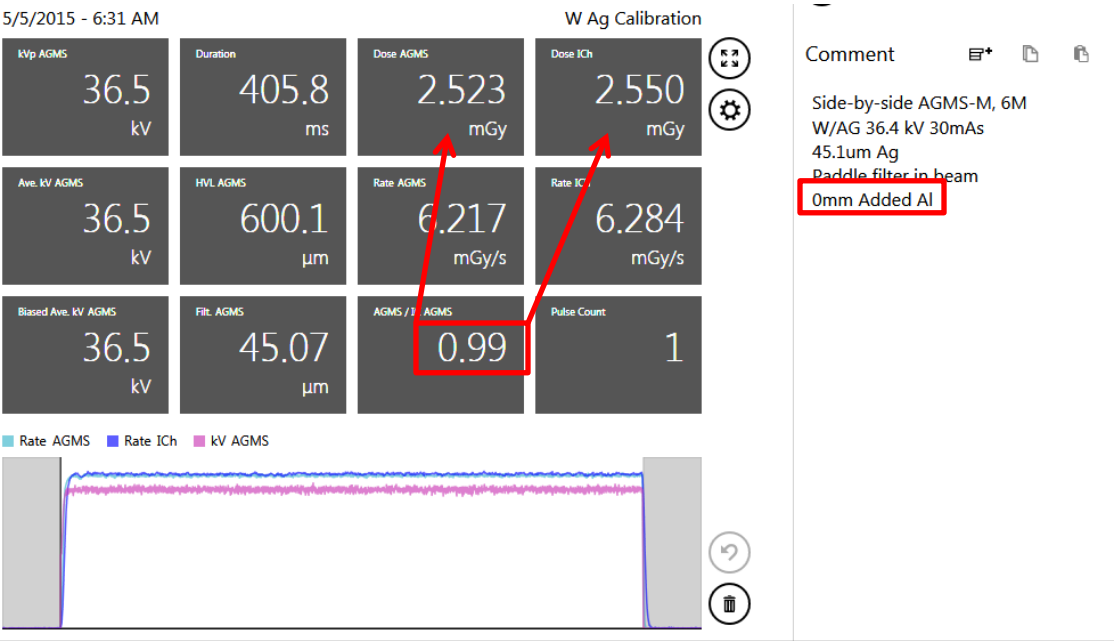 5/5/2015 - 6:31 AM
W Ag Calibration
kVp AGMS
36.5
kV
Duration
405.8
ms
Dose AGMS
2.523
mGy
Dose ICh
2.550
mGy
Ave. kV AGMS
36.5
kV
HVL AGMS
600.1
µm
Rate AGMS
6.217
mGy/s
Rate ICh
6.284
mGy/s
Biased Ave. kV AGMS
36.5
kV
Filt. AGMS
45.07
µm
AGMS / AGMS
0.99
Pulse Count
1
Rate AGMS
Rate ICh
kV AGMS
Comment
Side-by-side AGMS-M, 6M
W/AG 36.4 kV 30mAs
45.1um Ag
Paddle filter in beam
0mm Added Al